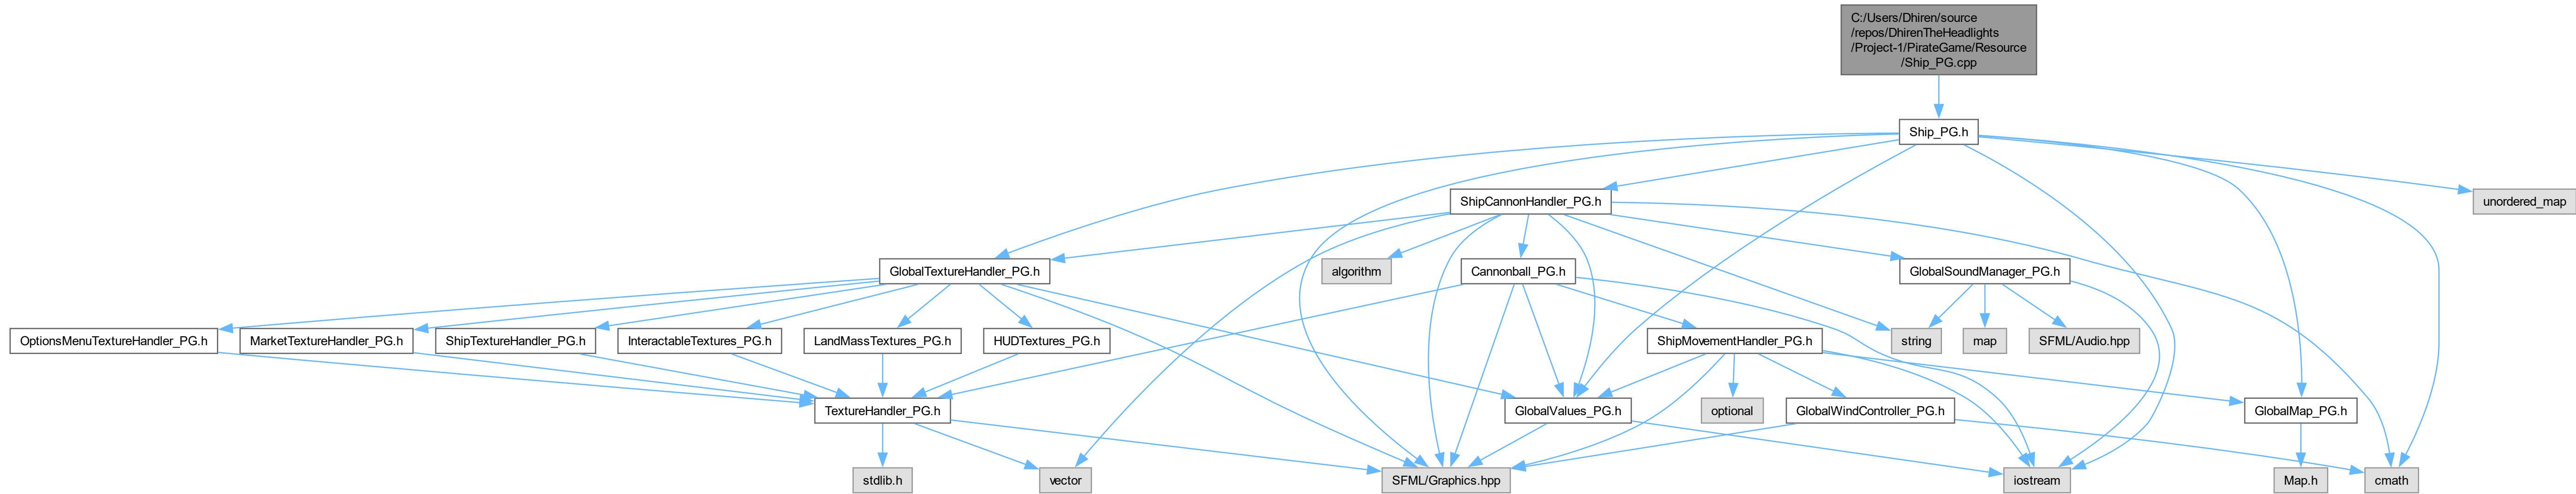 C:/Users/Dhiren/source
/repos/DhirenTheHeadlights
/Project-1/PirateGame/Resource
/Ship_PG.cpp
Ship_PG.h
ShipCannonHandler_PG.h
unordered_map
GlobalTextureHandler_PG.h
algorithm
Cannonball_PG.h
GlobalSoundManager_PG.h
OptionsMenuTextureHandler_PG.h
MarketTextureHandler_PG.h
ShipTextureHandler_PG.h
InteractableTextures_PG.h
LandMassTextures_PG.h
HUDTextures_PG.h
ShipMovementHandler_PG.h
string
map
SFML/Audio.hpp
TextureHandler_PG.h
GlobalValues_PG.h
optional
GlobalWindController_PG.h
GlobalMap_PG.h
stdlib.h
vector
SFML/Graphics.hpp
iostream
Map.h
cmath